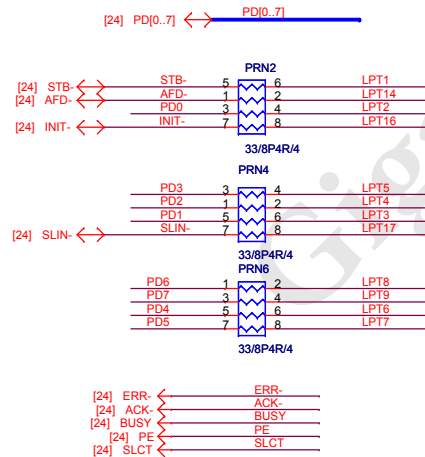 [24] PD[0..7] PD[0..7]
PRN2
[24] STB- STB- 5 6 LPT1
[24] AFD- AFD- 1 2 LPT14
PD0 3 4 LPT2
[24] INIT- INIT- 7 8 LPT16
33/8P4R/4
PRN4
PD3 3 4 LPT5
PD2 1 2 LPT4
PD1 5 6 LPT3
[24] SLIN- SLIN- 7 8 LPT17
33/8P4R/4
PRN6
PD6 1 2 LPT8
PD7 3 4 LPT9
PD4 5 6 LPT6
PD5 7 8 LPT7
33/8P4R/4
[24] ERR- ERR-
[24] ACK- ACK-
[24] BUSY BUSY
[24] PE PE
[24] SLCT SLCT